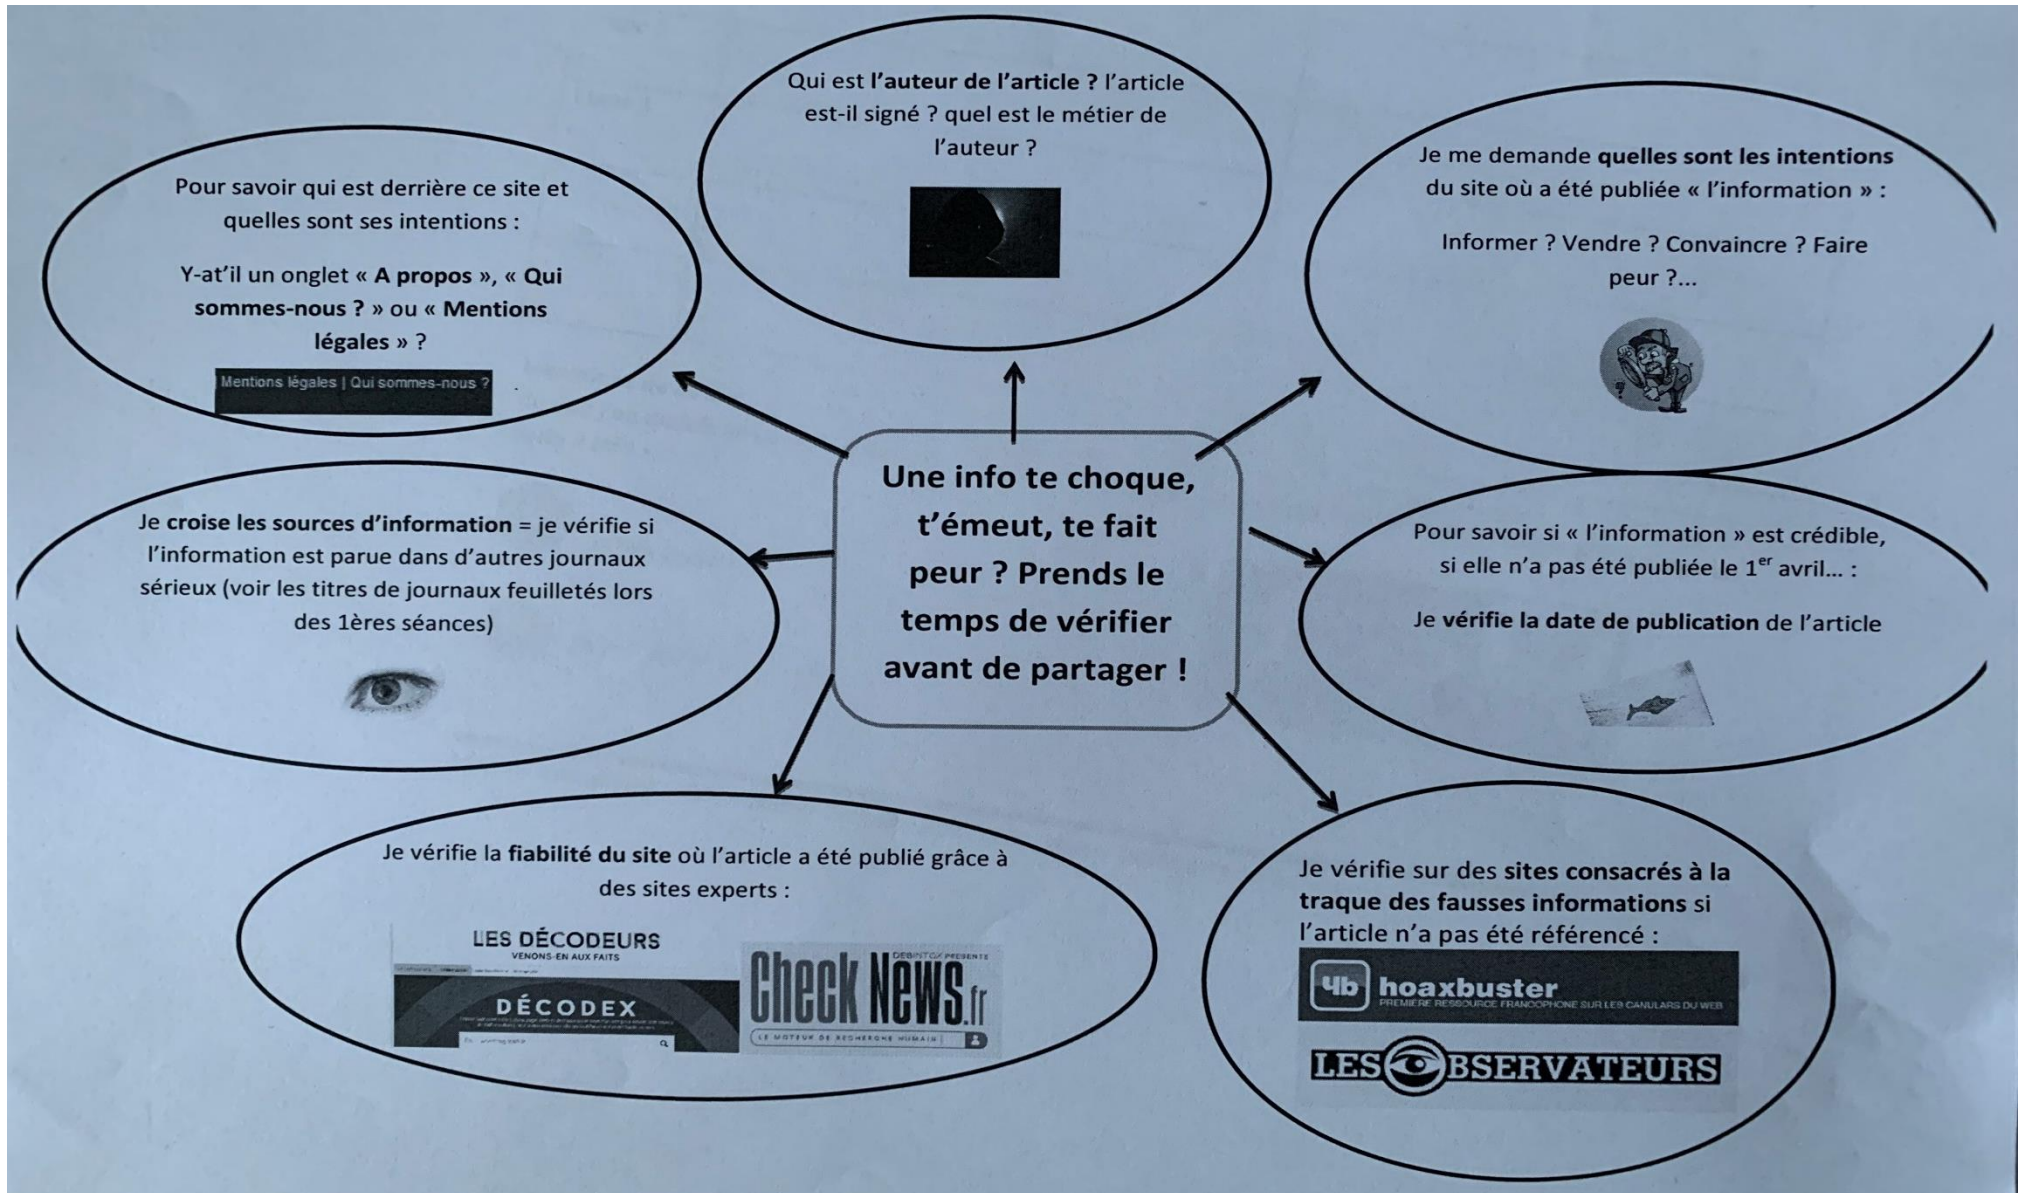 Qui est l'auteur de l'article ? l'article
est-il signé ? quel est le métier de
l'auteur ?
Je me demande quelles sont les intentions
du site où a été publiée « l'information » :
Informer ? Vendre ? Convaincre ? Faire
peur ?...
Pour savoir qui est derrière ce site et
quelles sont ses intentions :
Y-at'il un onglet « A propos », « Qui
sommes-nous ? » ou « Mentions
légales » ?
Mentions légales | Qui sommes-nous ?
Une info te choque,
t'émeut, te fait
peur ? Prends le
temps de vérifier
avant de partager !
Je croise les sources d'information = je vérifie si
l'information est parue dans d'autres journaux
sérieux (voir les titres de journaux feuilletés lors
des 1ères séances)
Pour savoir si « l'information » est crédible,
si elle n'a pas été publiée le 1er avril... :
Je vérifie la date de publication de l'article
Je vérifie la fiabilité du site où l'article a été publié grâce à
des sites experts :
LES DÉCODEURS
VENONS-EN AUX FAITS
DÉCODEX
DÉSINTOX PRÉSENTE
Check News.fr
LE MOTEUR DE RECHERCHE HUMAIN
Je vérifie sur des sites consacrés à la
traque des fausses informations si
l'article n'a pas été référencé :
hb hoaxbuster
PREMIÈRE RESSOURCE FRANCOPHONE SUR LES CANULARS DU WEB
LES OBSERVATEURS